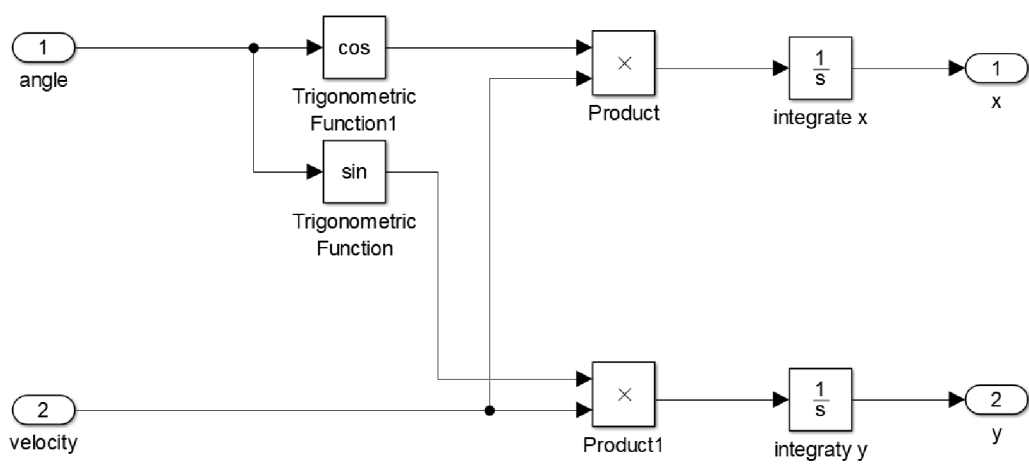 1
angle
cos
Trigonometric
Function1
×
Product
1
s
integrate x
1
x
sin
Trigonometric
Function
2
velocity
×
Product1
1
s
integraty y
2
y